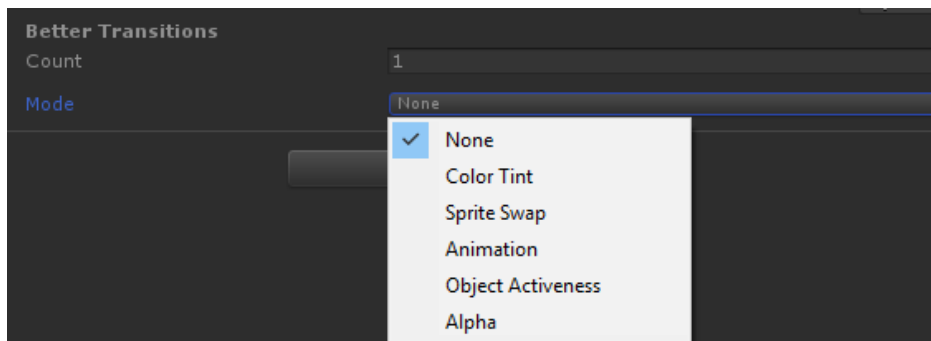 Better Transitions
Count 1
Mode None
None
Color Tint
Sprite Swap
Animation
Object Activeness
Alpha